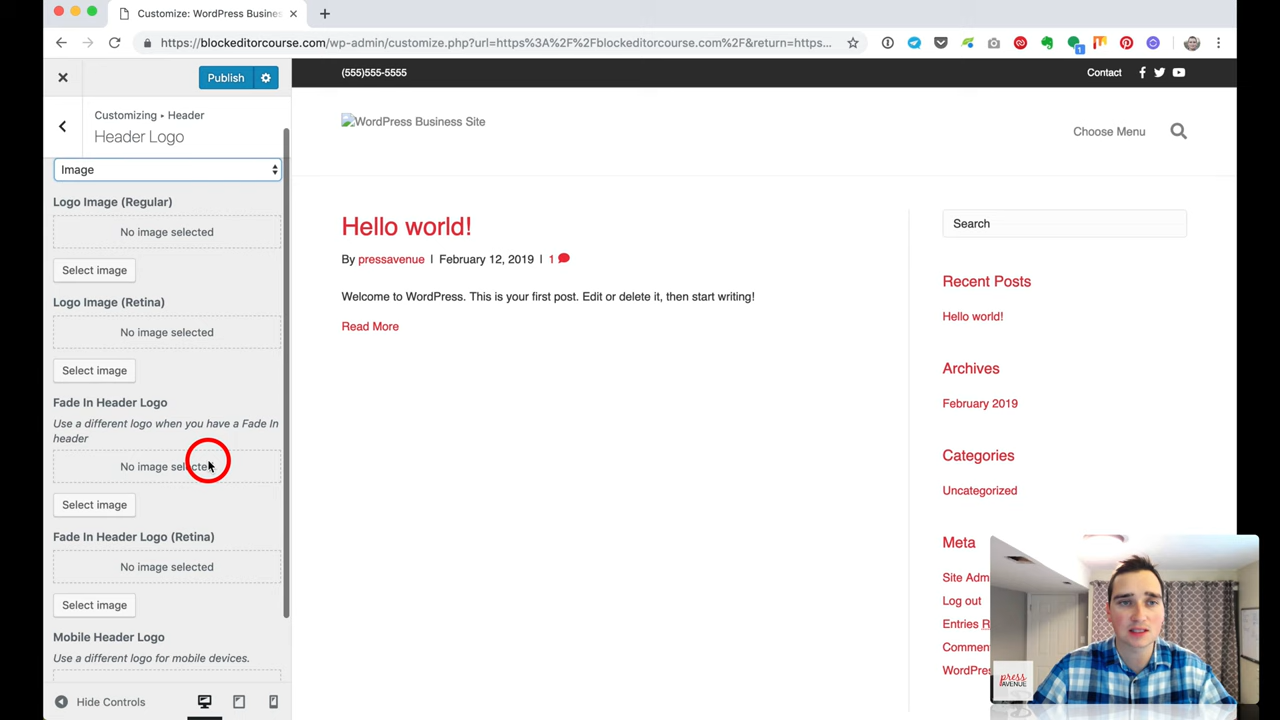 Customize: WordPress Busines
https://blockeditorcourse.com/wp-admin/customize.php?url=https%3A%2F%2Fblockeditorcourse.com%2F&return=https...
1
Publish
Customizing ▸ Header
Header Logo
Image
Logo Image (Regular)
No image selected
Select image
Logo Image (Retina)
No image selected
Select image
Fade In Header Logo
Use a different logo when you have a Fade In
header
No image selected
Select image
Fade In Header Logo (Retina)
No image selected
Select image
Mobile Header Logo
Use a different logo for mobile devices.
Hide Controls
(555)555-5555
Contact
WordPress Business Site
Choose Menu
Hello world!
By pressavenue | February 12, 2019 | 1
Welcome to WordPress. This is your first post. Edit or delete it, then start writing!
Read More
Search
Recent Posts
Hello world!
Archives
February 2019
Categories
Uncategorized
Meta
Site Adm
Log out
Entries R
Commen
WordPres
press
AVENUE